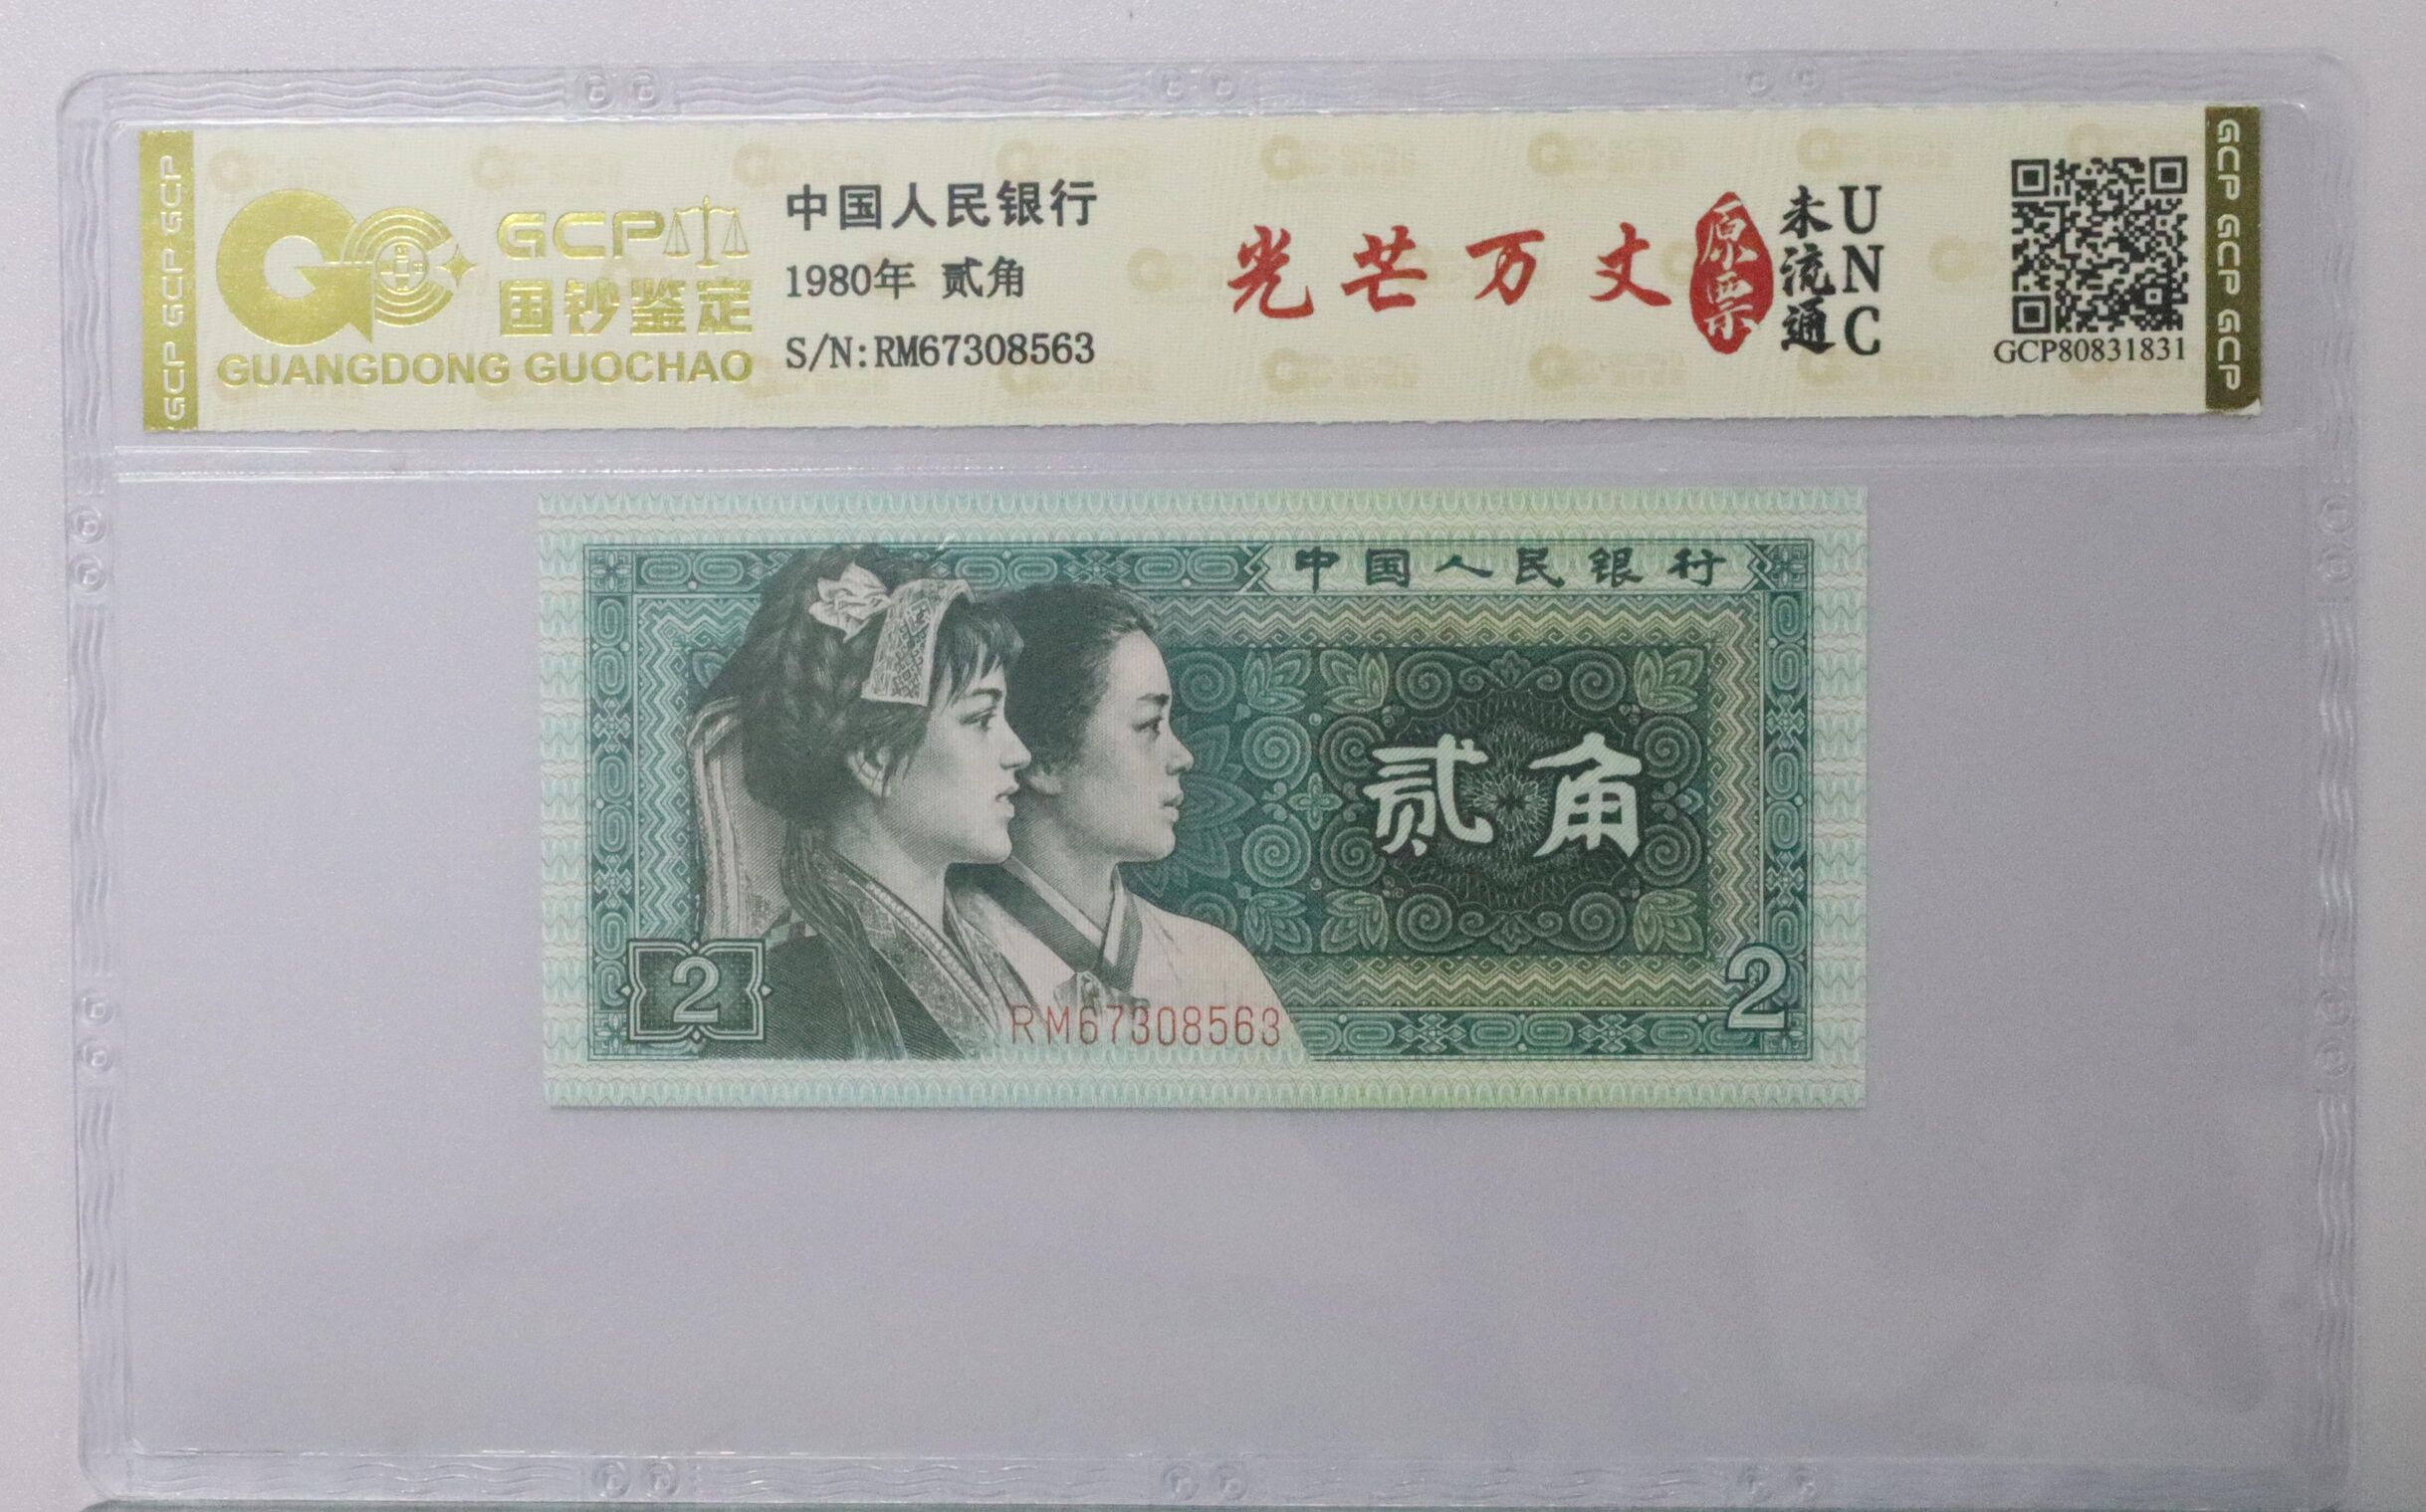 GCP GCP GCP
GCP
国钞鉴定
GUANGDONG GUOCHAO
中国人民银行
1980年 贰角
S/N:RM67308563
光芒万丈
原票
未流通
UNC
GCP80831831
GCP GCP GCP
中国人民银行
贰角
2
RM67308563
2